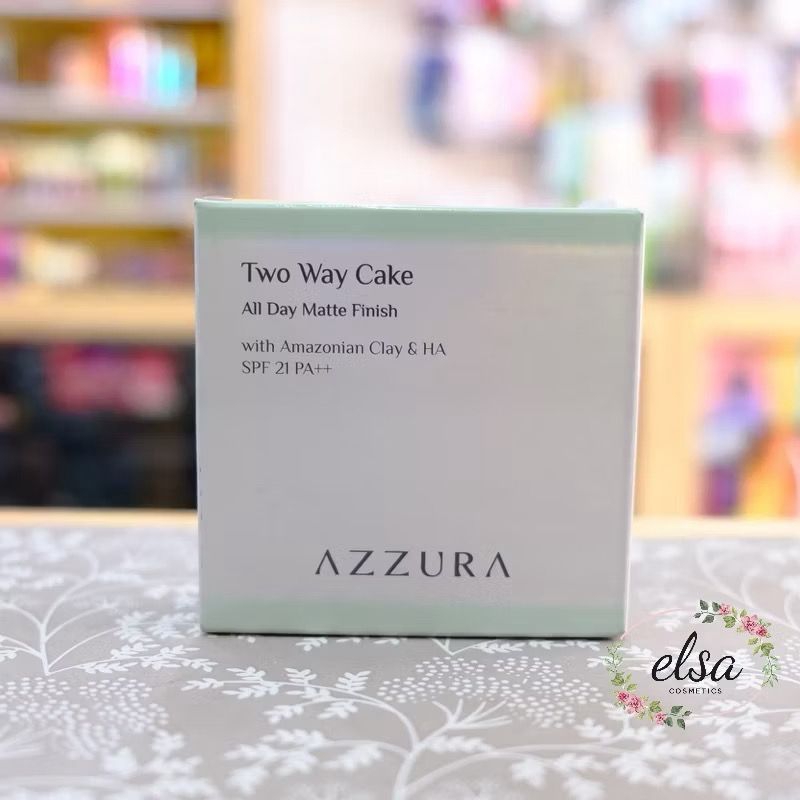 Two Way Cake
All Day Matte Finish
with Amazonian Clay & HA
SPF 21 PA++
AZZURA
elsa
COSMETICS